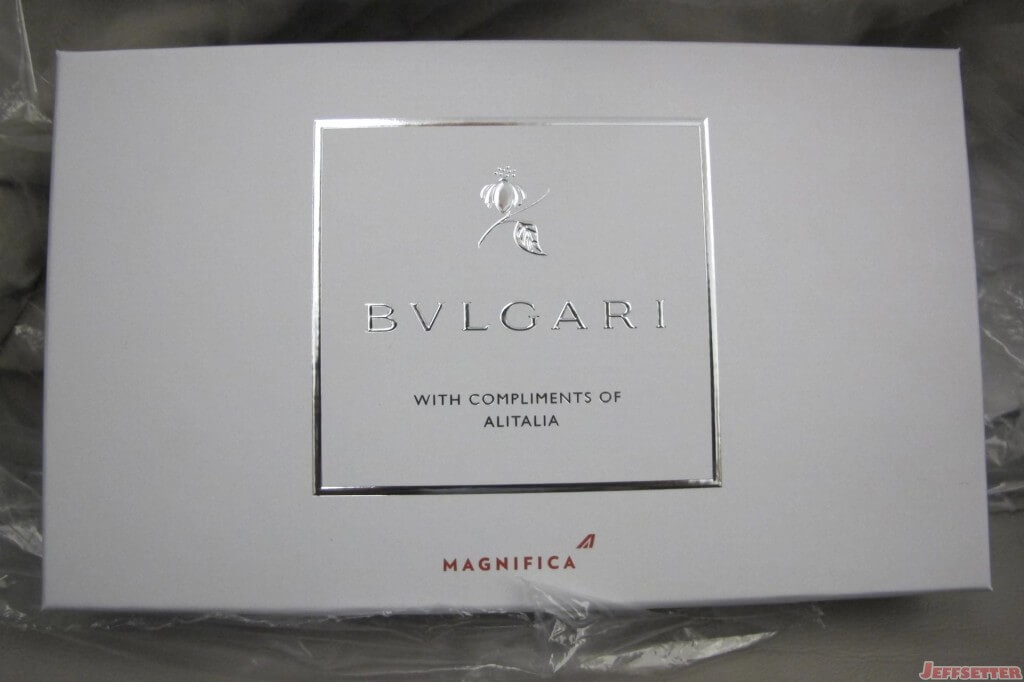 BVLGARI
WITH COMPLIMENTS OF
ALITALIA
MAGNIFICA
JEFFSETTER